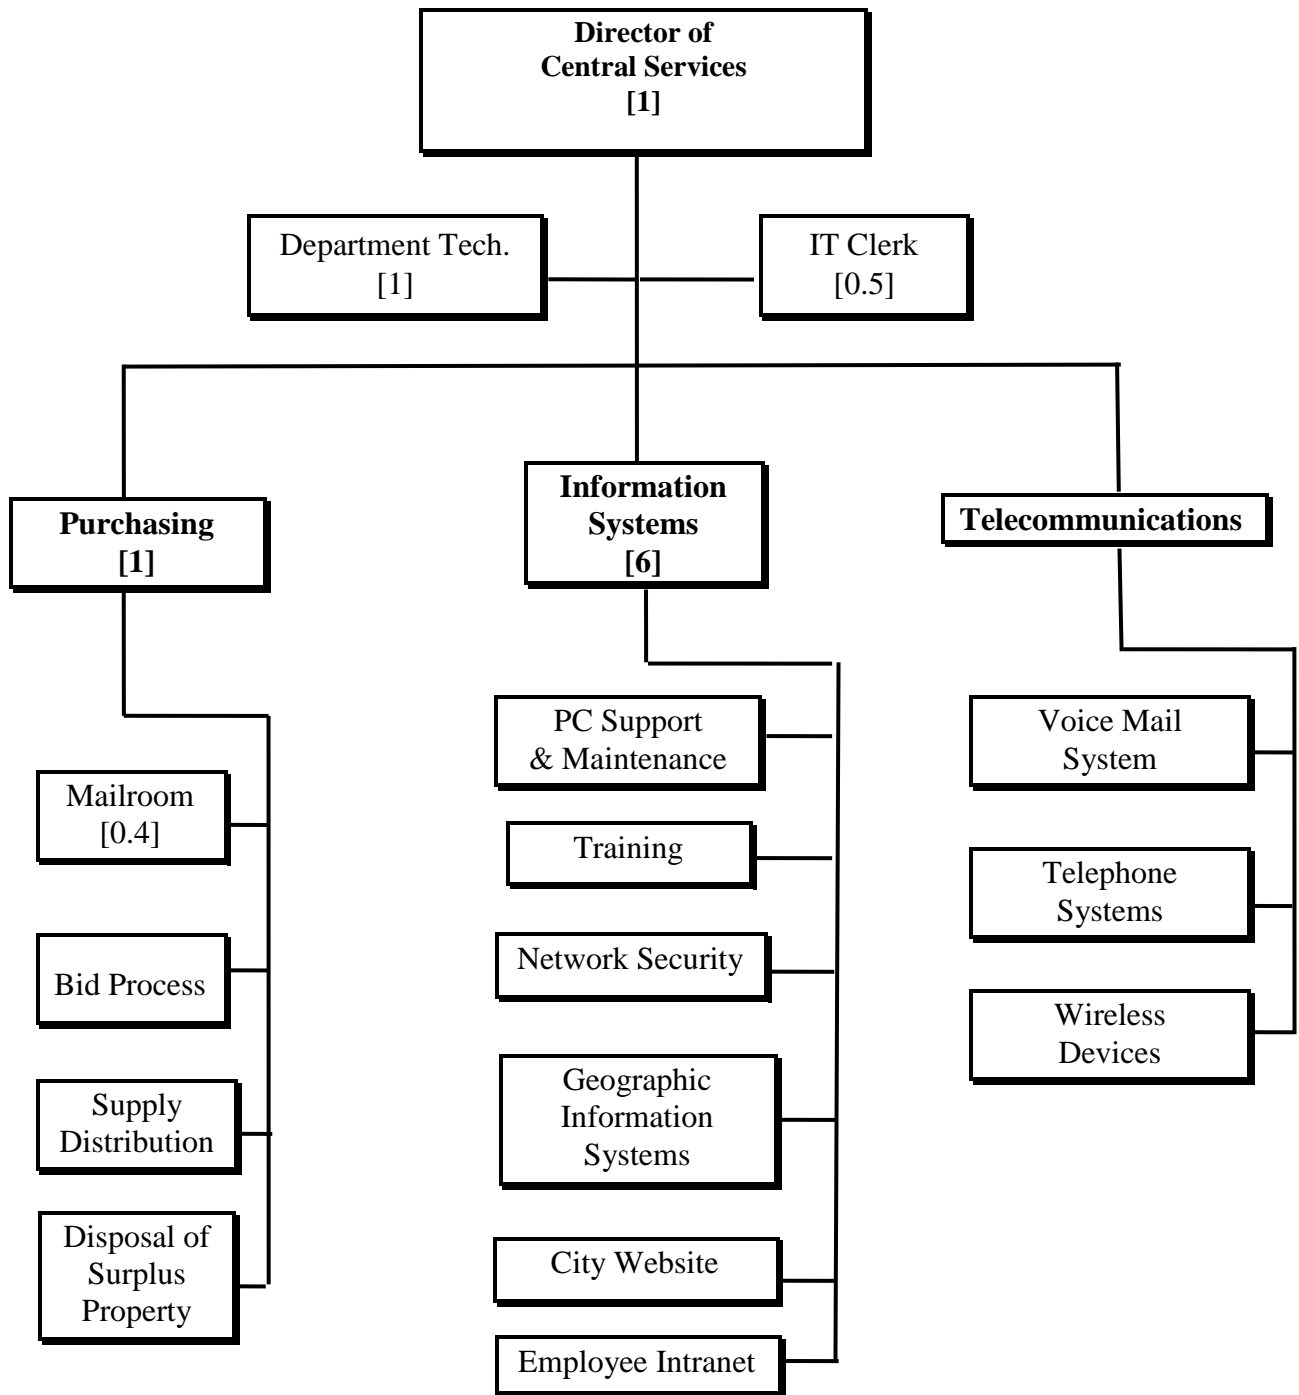 Director of
Central Services
[1]
Department Tech.
[1]
IT Clerk
[0.5]
Purchasing
[1]
Information
Systems
[6]
Telecommunications
Mailroom
[0.4]
Bid Process
Supply
Distribution
Disposal of
Surplus
Property
PC Support
& Maintenance
Training
Network Security
Geographic
Information
Systems
City Website
Employee Intranet
Voice Mail
System
Telephone
Systems
Wireless
Devices